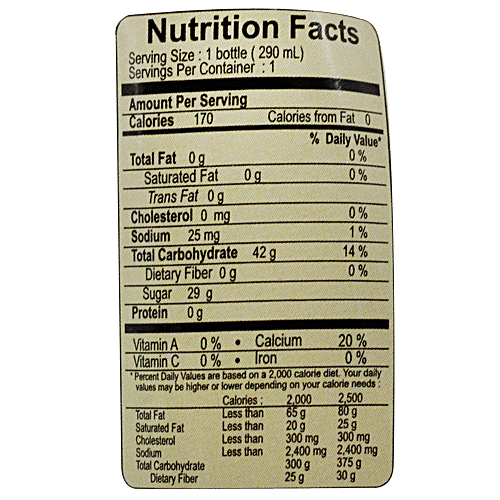 Nutrition Facts
Serving Size : 1 bottle ( 290 mL)
Servings Per Container : 1
Amount Per Serving
Calories 170 Calories from Fat 0
% Daily Value*
Total Fat 0 g 0 %
Saturated Fat 0 g 0 %
Trans Fat 0 g
Cholesterol 0 mg 0 %
Sodium 25 mg 1 %
Total Carbohydrate 42 g 14 %
Dietary Fiber 0 g 0 %
Sugar 29 g
Protein 0 g
Vitamin A 0 % • Calcium 20 %
Vitamin C 0 % • Iron 0 %
*Percent Daily Values are based on a 2,000 calorie diet. Your daily
values may be higher or lower depending on your calorie needs :
Calories : 2,000 2,500
Total Fat Less than 65 g 80 g
Saturated Fat Less than 20 g 25 g
Cholesterol Less than 300 mg 300 mg
Sodium Less than 2,400 mg 2,400 mg
Total Carbohydrate 300 g 375 g
Dietary Fiber 25 g 30 g